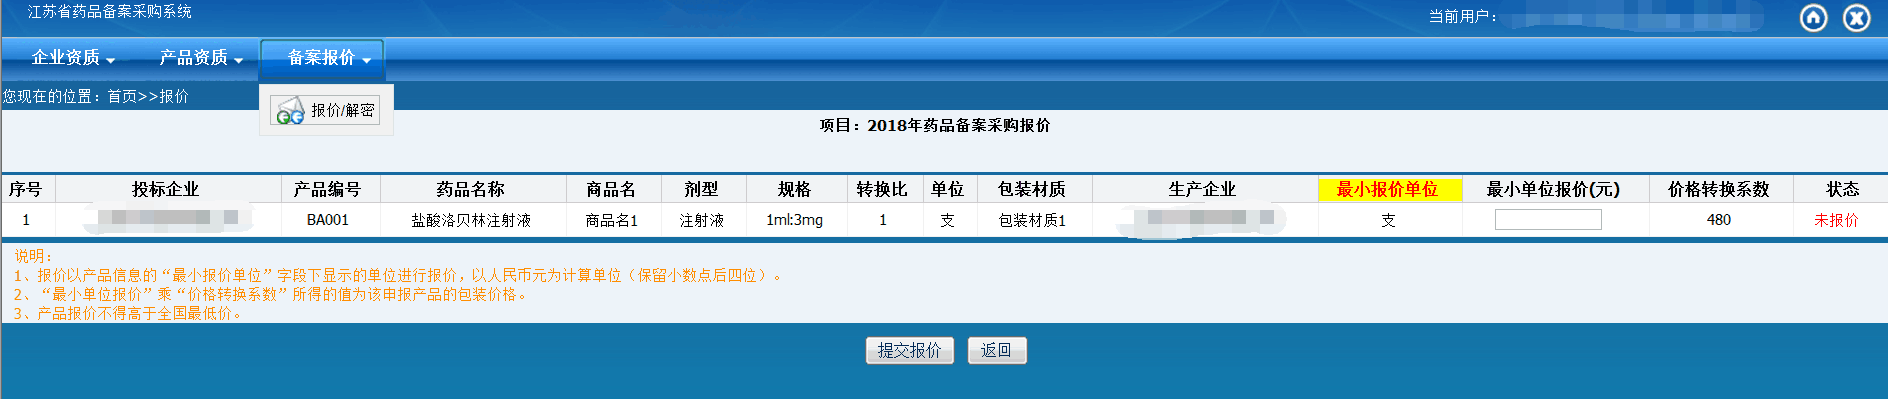 江苏省药品备案采购系统
当前用户：
企业资质 产品资质 备案报价
您现在的位置：首页>>报价
报价/解密
项目：2018年药品备案采购报价
序号 投标企业 产品编号 药品名称 商品名 剂型 规格 转换比 单位 包装材质 生产企业 最小报价单位 最小单位报价(元) 价格转换系数 状态
1 BA001 盐酸洛贝林注射液 商品名1 注射液 1ml:3mg 1 支 包装材质1 支 480 未报价
说明：
1、报价以产品信息的“最小报价单位”字段下显示的单位进行报价，以人民币元为计算单位（保留小数点后四位）。
2、“最小单位报价”乘“价格转换系数”所得的值为该申报产品的包装价格。
3、产品报价不得高于全国最低价。
提交报价 返回